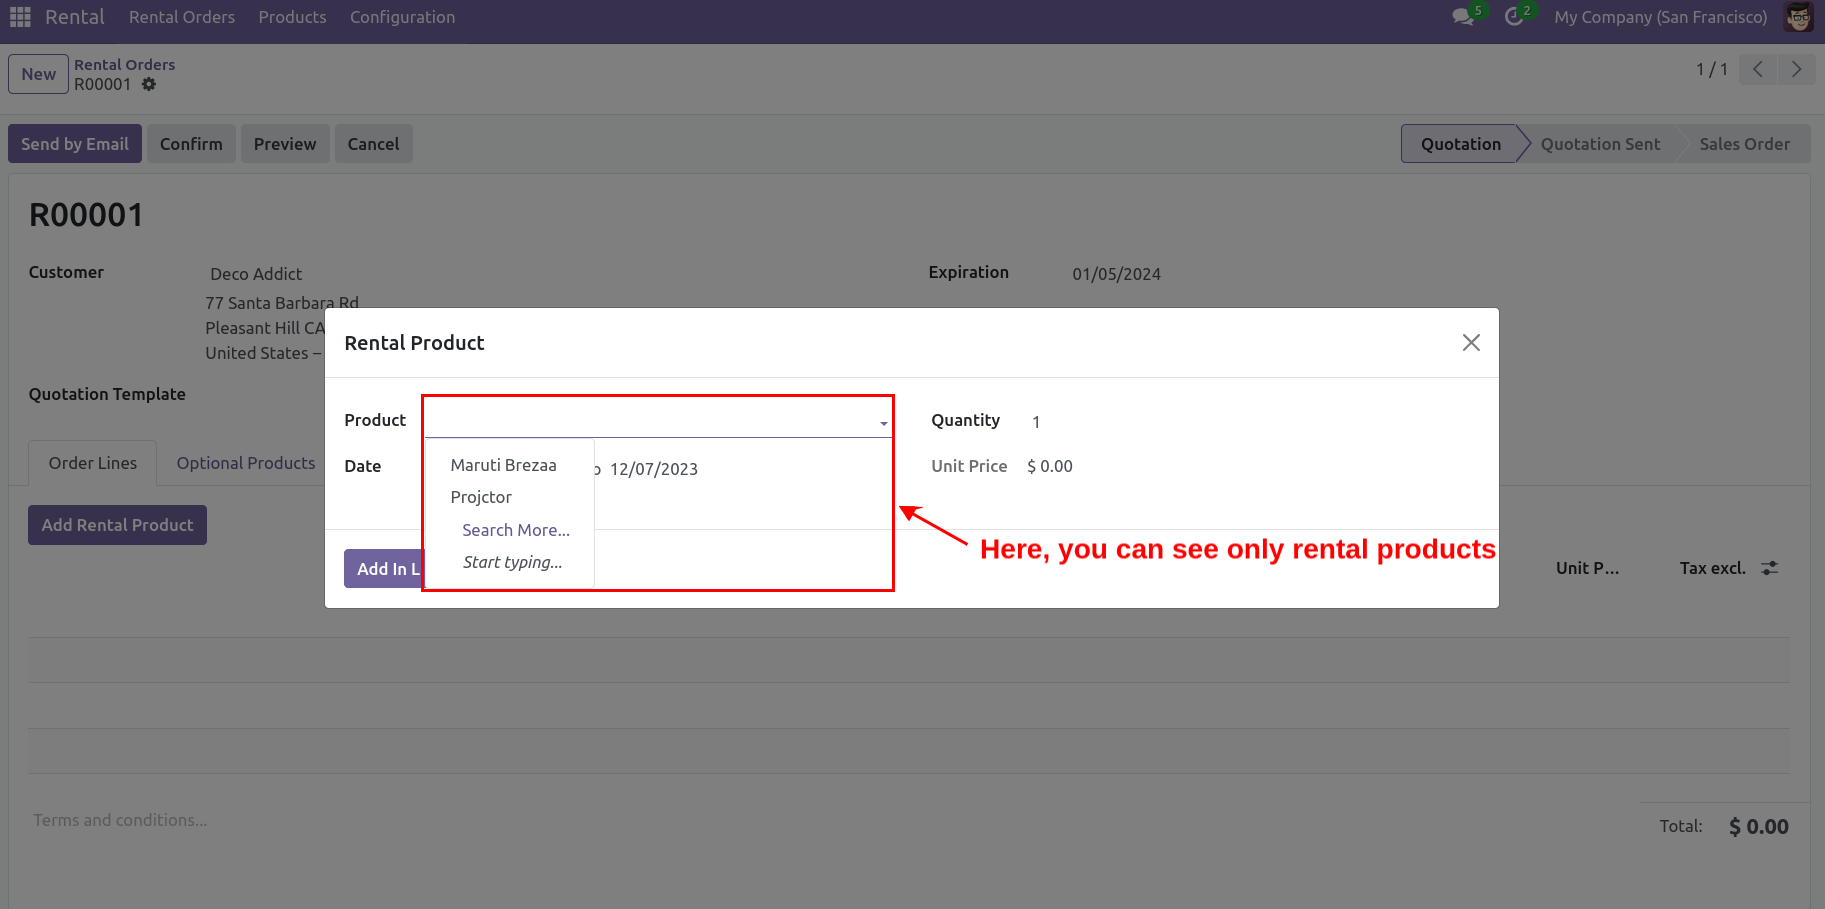 Rental Rental Orders Products Configuration 5 2 My Company (San Francisco)
New Rental Orders
R00001
1 / 1
Send by Email Confirm Preview Cancel Quotation Quotation Sent Sales Order
R00001
Customer Deco Addict Expiration 01/05/2024
77 Santa Barbara Rd
Pleasant Hill CA
United States –
Quotation Template
Rental Product
Product Quantity 1
Date 12/07/2023 Unit Price $ 0.00
Maruti Brezaa
Projctor
Search More...
Start typing...
Order Lines Optional Products
Add Rental Product
Here, you can see only rental products
Add In
Unit P... Tax excl.
Terms and conditions...
Total: $ 0.00